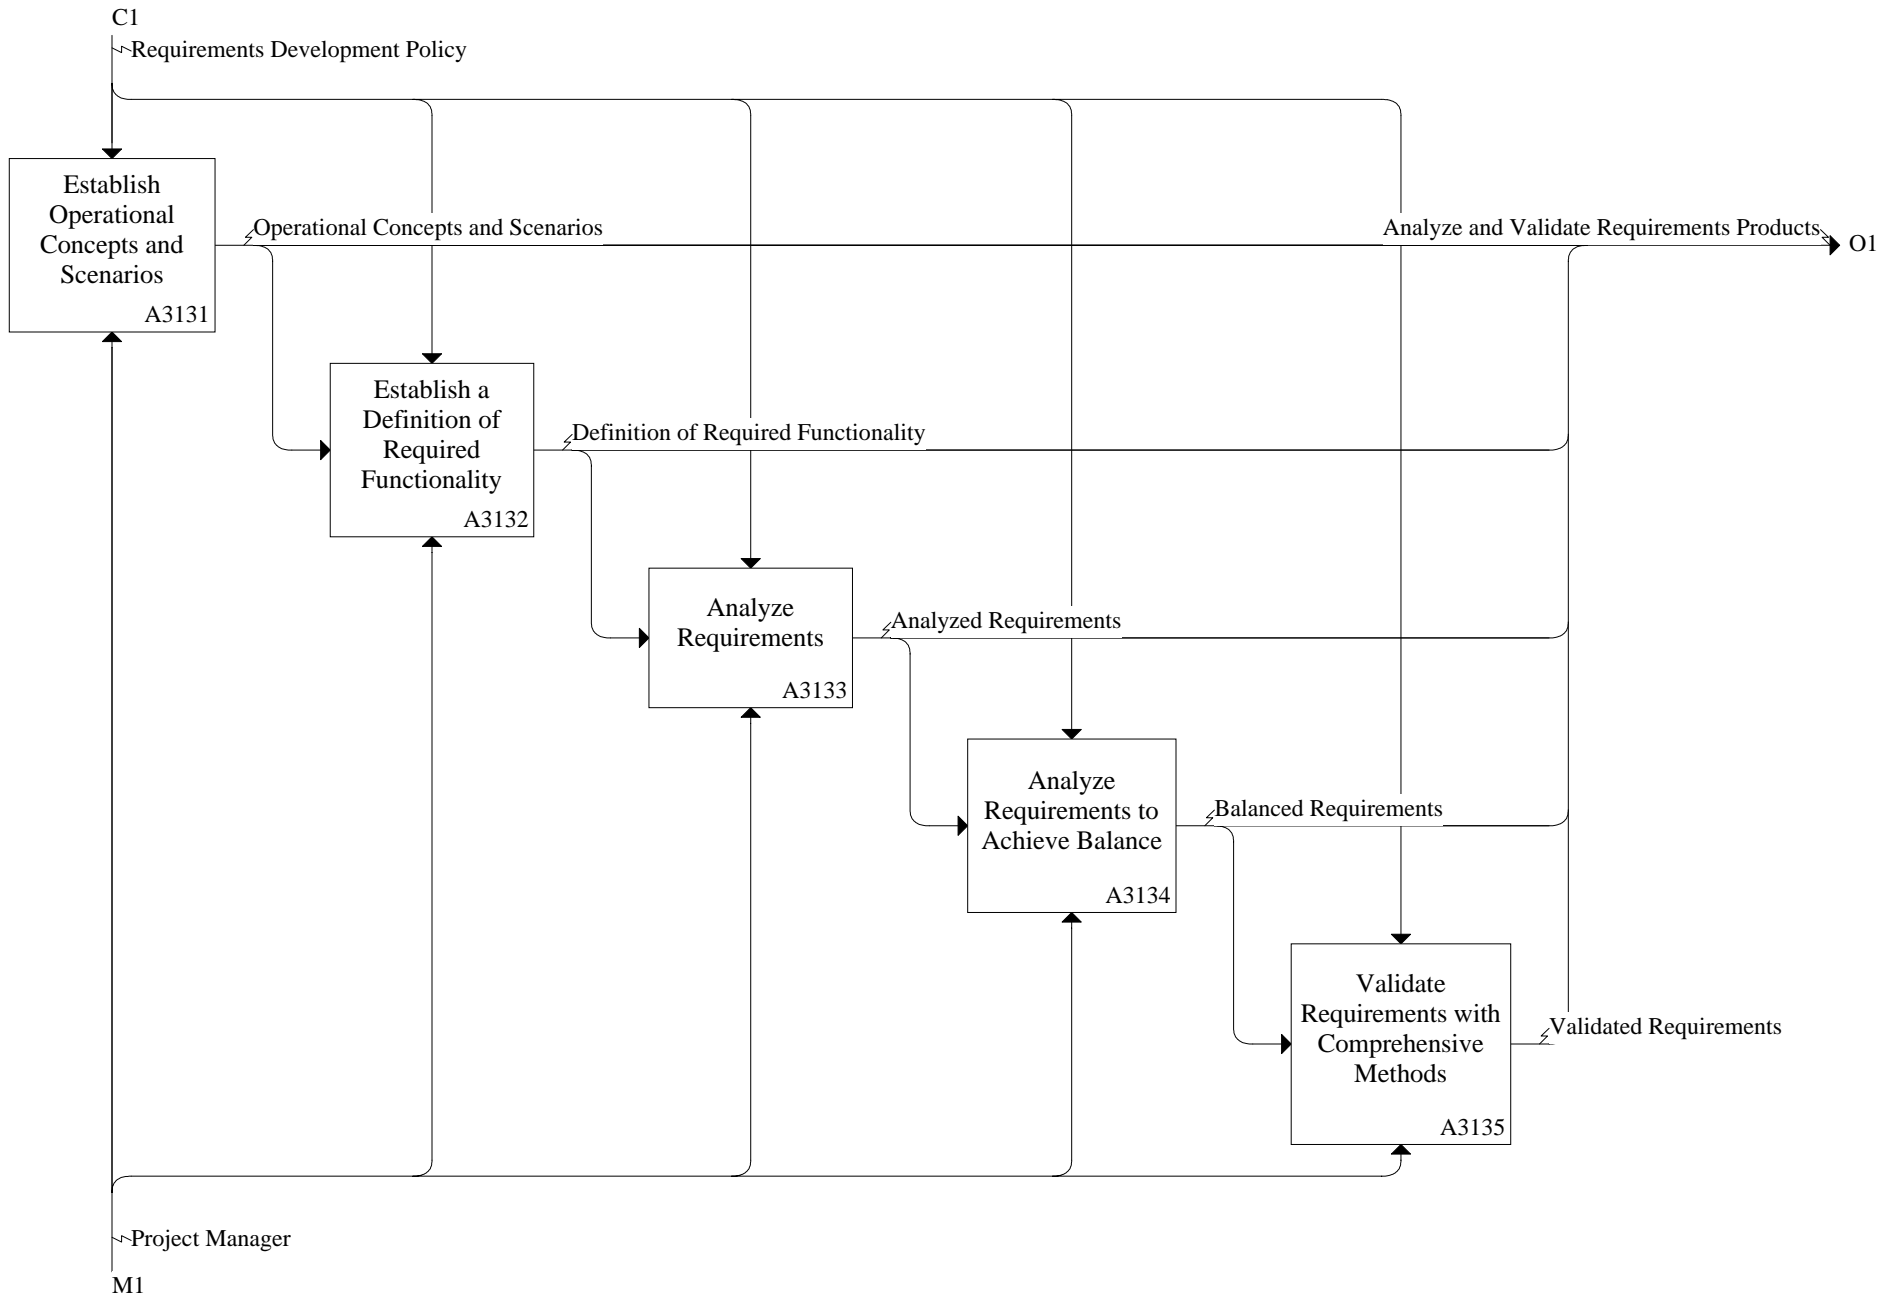 C1
Requirements Development Policy
Establish
Operational
Concepts and
Scenarios
A3131
Operational Concepts and Scenarios
Analyze and Validate Requirements Products
O1
Establish a
Definition of
Required
Functionality
A3132
Definition of Required Functionality
Analyze
Requirements
A3133
Analyzed Requirements
Analyze
Requirements to
Achieve Balance
A3134
Balanced Requirements
Validate
Requirements with
Comprehensive
Methods
A3135
Validated Requirements
Project Manager
M1